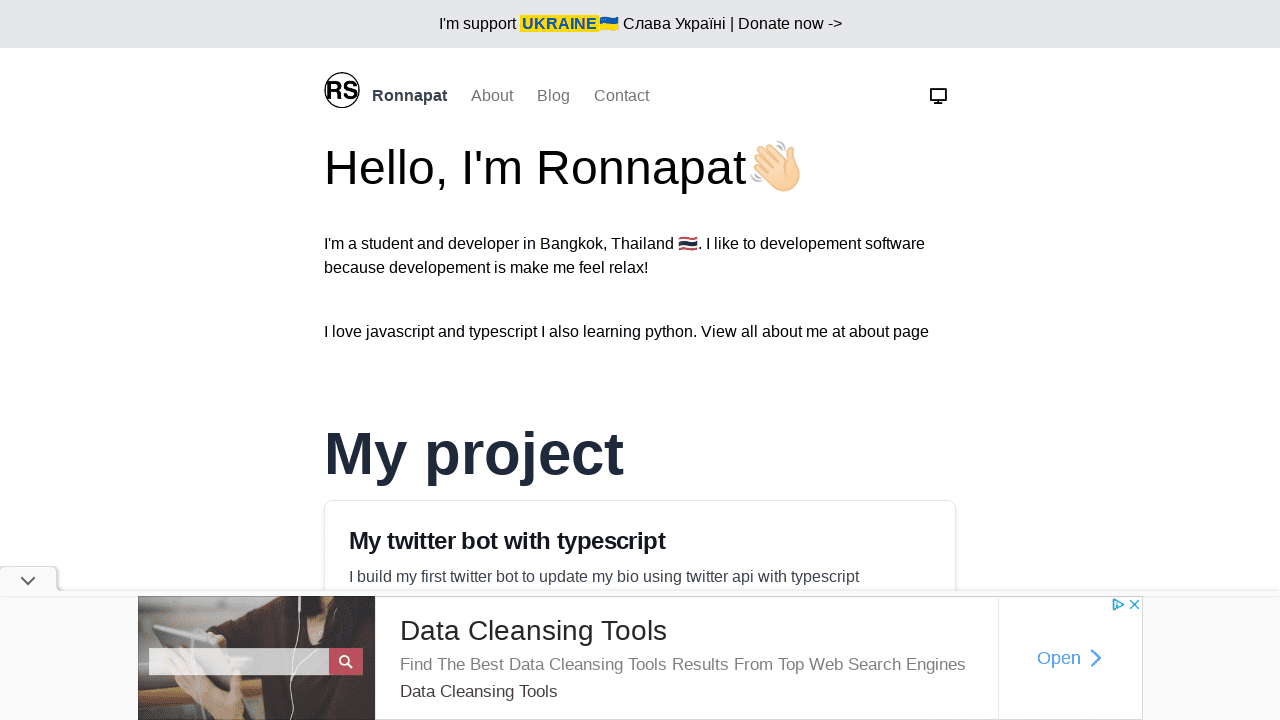 I'm support UKRAINE🇺🇦 Слава Україні | Donate now ->
RS Ronnapat About Blog Contact
Hello, I'm Ronnapat👋🏻
I'm a student and developer in Bangkok, Thailand 🇹🇭. I like to developement software
because developement is make me feel relax!
I love javascript and typescript I also learning python. View all about me at about page
My project
My twitter bot with typescript
I build my first twitter bot to update my bio using twitter api with typescript
Data Cleansing Tools
Find The Best Data Cleansing Tools Results From Top Web Search Engines
Data Cleansing Tools
Open